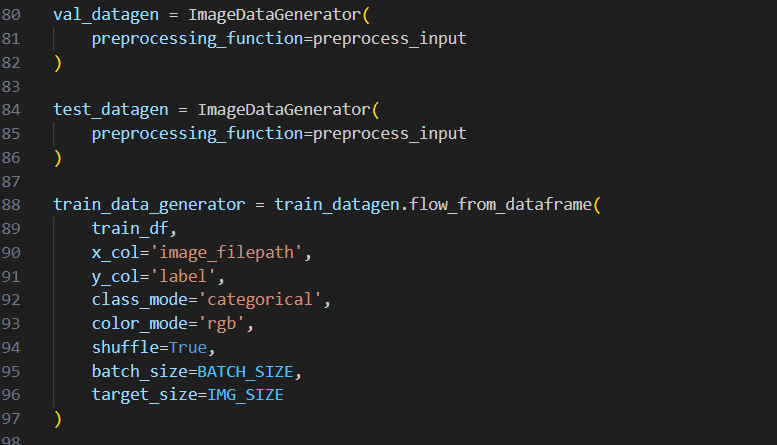 80 val_datagen = ImageDataGenerator(
81     preprocessing_function=preprocess_input
82 )
83
84 test_datagen = ImageDataGenerator(
85     preprocessing_function=preprocess_input
86 )
87
88 train_data_generator = train_datagen.flow_from_dataframe(
89     train_df,
90     x_col='image_filepath',
91     y_col='label',
92     class_mode='categorical',
93     color_mode='rgb',
94     shuffle=True,
95     batch_size=BATCH_SIZE,
96     target_size=IMG_SIZE
97 )
98